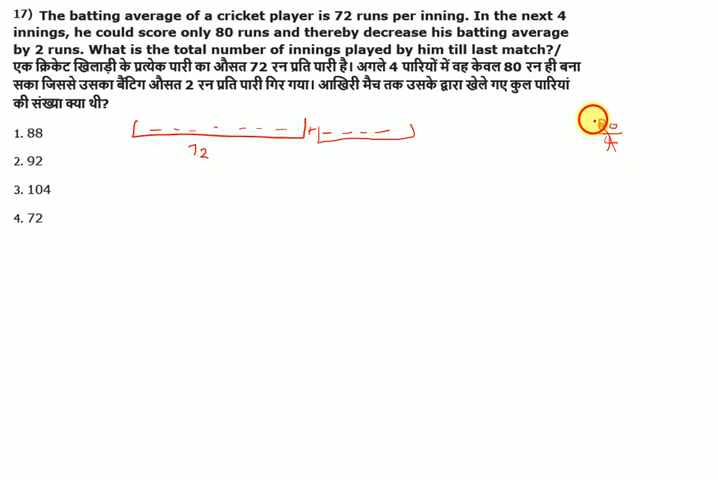 17) The batting average of a cricket player is 72 runs per inning. In the next 4
innings, he could score only 80 runs and thereby decrease his batting average
by 2 runs. What is the total number of innings played by him till last match?/
एक क्रिकेट खिलाड़ी के प्रत्येक पारी का औसत 72 रन प्रति पारी है। अगले 4 पारियों में वह केवल 80 रन ही बना
सका जिससे उसका बैटिंग औसत 2 रन प्रति पारी गिर गया। आखिरी मैच तक उसके द्वारा खेले गए कुल पारियां
की संख्या क्या थी?
1. 88
2. 92
3. 104
4. 72
+
72
80
4